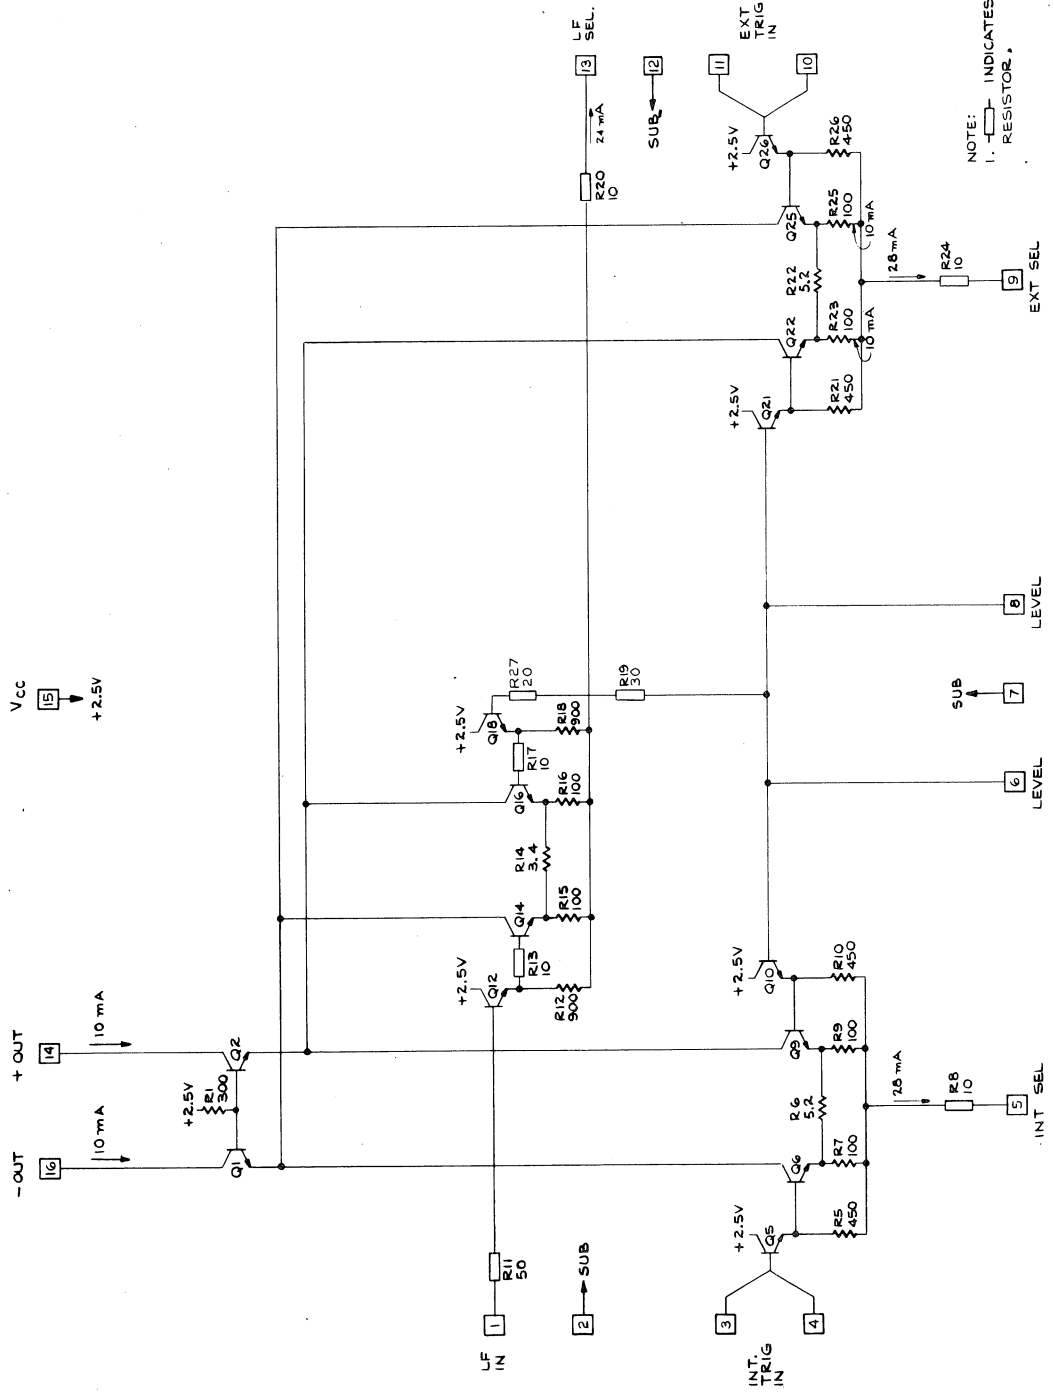 VCC
15
+2.5V
-OUT
16
10 mA
+ OUT
14
10 mA
+2.5V
R1
300
Q1
Q2
LF
IN
1
R11
50
+2.5V
Q12
R12
900
R13
10
Q14
R15
100
R14
3.4
Q16
R16
100
R17
10
+2.5V
Q18
R18
900
R27
20
R19
30
R20
10
24 mA
13
LF
SEL.
2
SUB
12
SUB
INT.
TRIG
IN
3
4
+2.5V
Q5
R5
450
Q6
R7
100
R6
5.2
Q9
R9
100
+2.5V
Q10
R10
450
28 mA
R8
10
5
INT SEL
6
LEVEL
7
SUB
8
LEVEL
+2.5V
Q21
R21
450
Q22
R23
100
10 mA
R22
5.2
Q25
R25
100
10 mA
+2.5V
Q26
R26
450
28 mA
R24
10
9
EXT SEL
EXT
TRIG
IN
11
10
NOTE:
1. INDICATES
RESISTOR.